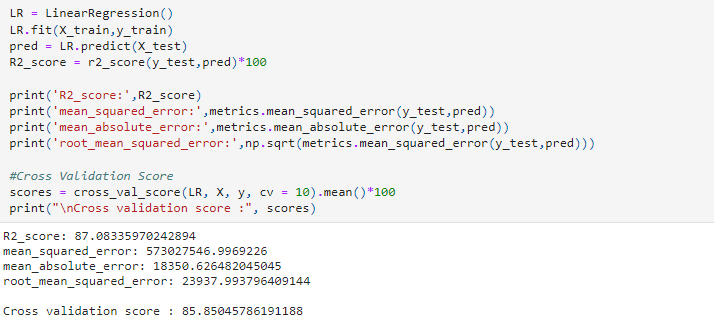 LR = LinearRegression()
LR.fit(X_train,y_train)
pred = LR.predict(X_test)
R2_score = r2_score(y_test,pred)*100
print('R2_score:',R2_score)
print('mean_squared_error:',metrics.mean_squared_error(y_test,pred))
print('mean_absolute_error:',metrics.mean_absolute_error(y_test,pred))
print('root_mean_squared_error:',np.sqrt(metrics.mean_squared_error(y_test,pred)))
#Cross Validation Score
scores = cross_val_score(LR, X, y, cv = 10).mean()*100
print("\nCross validation score :", scores)
R2_score: 87.08335970242894
mean_squared_error: 573027546.9969226
mean_absolute_error: 18350.626482045045
root_mean_squared_error: 23937.993796409144
Cross validation score : 85.85045786191188